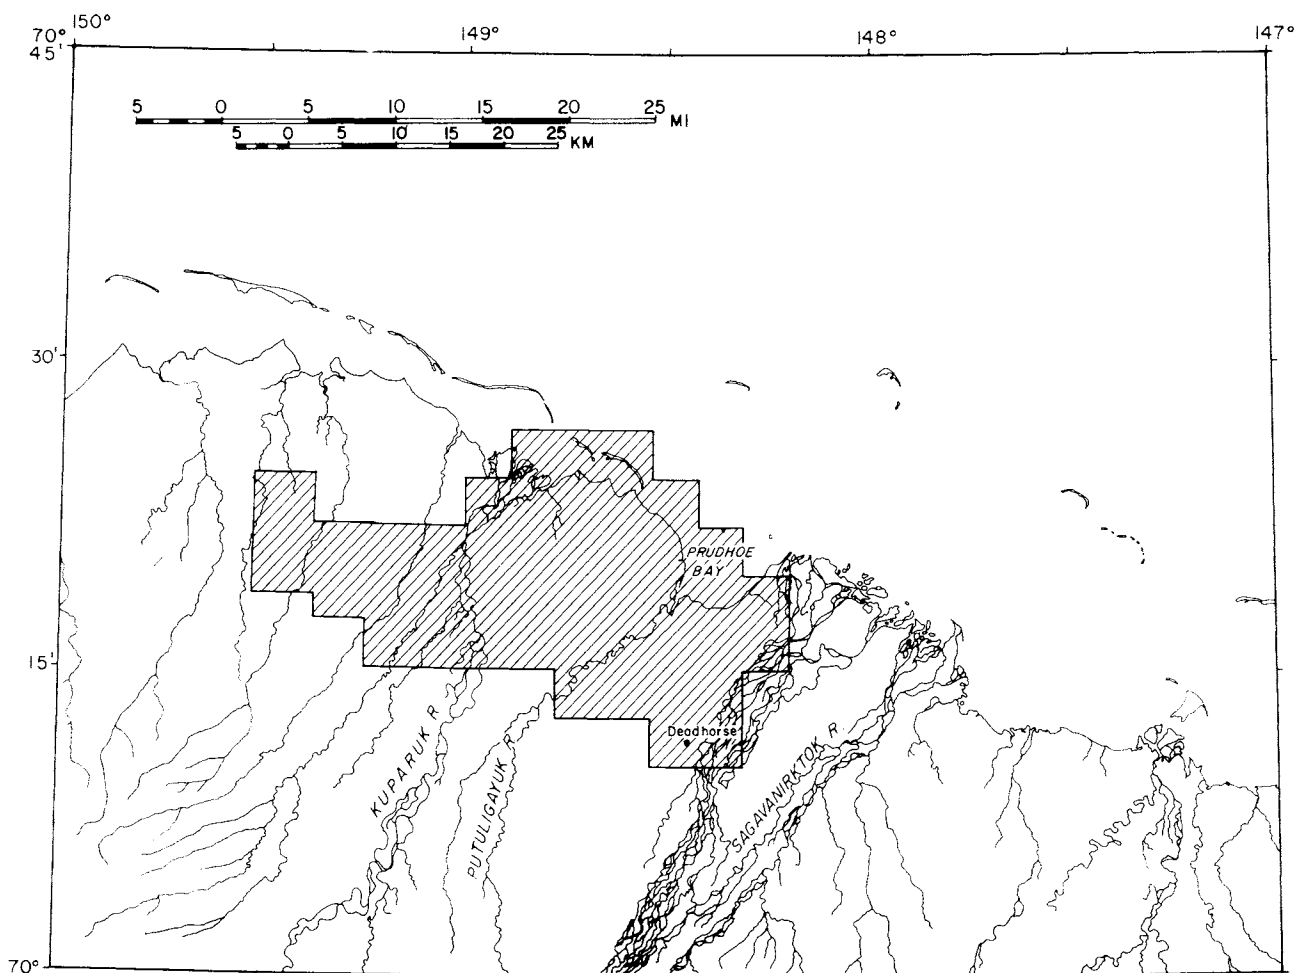 150° 149° 148° 147°
70°
45'
5 0 5 10 15 20 25 MI
5 0 5 10 15 20 25 KM
30'
PRUDHOE
BAY
15'
Deadhorse
KUPARUK R.
PUTULIGAYUK R.
SAGAVANIRKTOK R.
70°